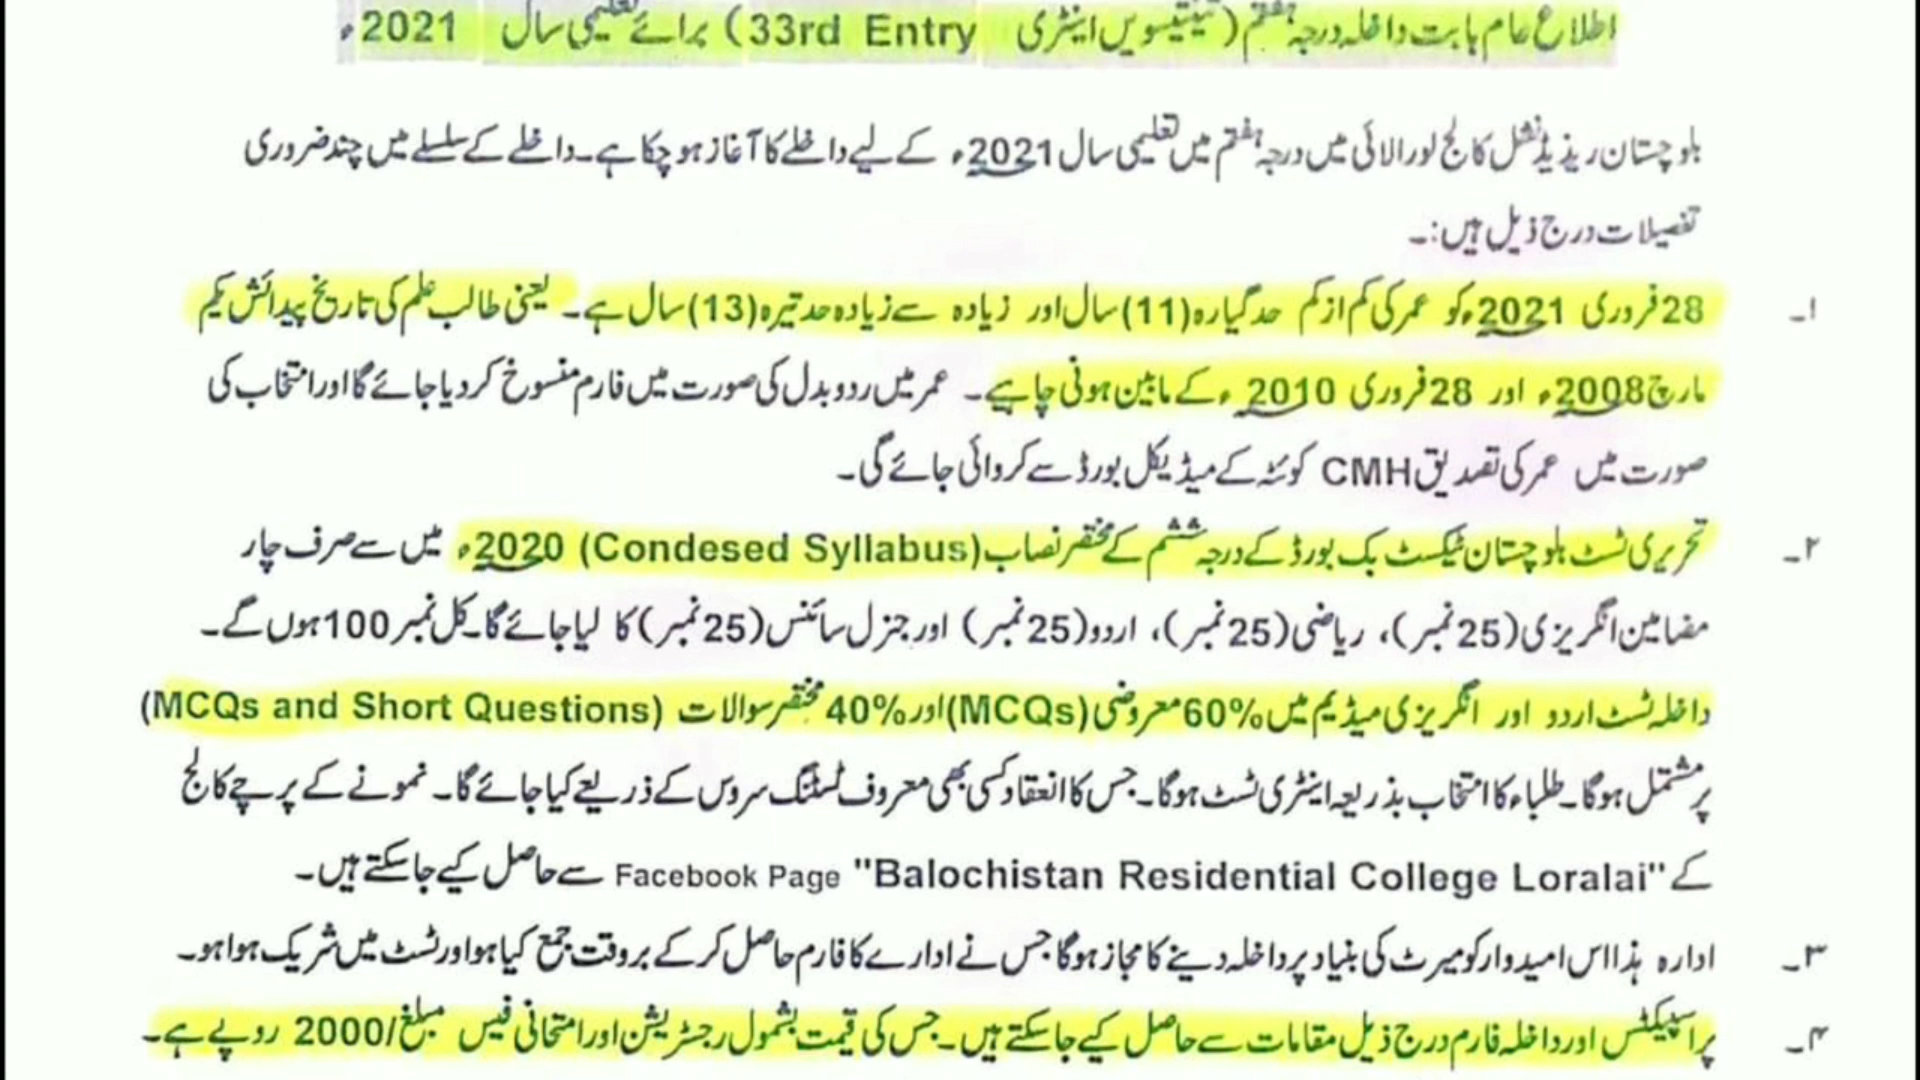 اطلاع عام بابت داخلہ درجہ ہفتم (تینتیسویں اینٹری 33rd Entry) برائے تعلیمی سال 2021ء
بلوچستان ریذیڈنشل کالج لورالائی میں درجہ ہفتم میں تعلیمی سال 2021ء کے لیے داخلے کا آغاز ہو چکا ہے۔ داخلے کے سلسلے میں چند ضروری
تفصیلات درج ذیل ہیں:۔
۱۔ 28 فروری 2021ء کو عمر کی کم از کم حد گیارہ (11) سال اور زیادہ سے زیادہ حد تیرہ (13) سال ہے۔ یعنی طالب علم کی تاریخ پیدائش یکم
مارچ 2008ء اور 28 فروری 2010ء کے مابین ہونی چاہیے۔ عمر میں ردوبدل کی صورت میں فارم منسوخ کر دیا جائے گا اور انتخاب کی
صورت میں عمر کی تصدیق CMH کوئٹہ کے میڈیکل بورڈ سے کروائی جائے گی۔
۲۔ تحریری ٹسٹ بلوچستان ٹیکسٹ بک بورڈ کے درجہ ششم کے مختصر نصاب (Condesed Syllabus) 2020ء میں سے صرف چار
مضامین انگریزی (25 نمبر)، ریاضی (25 نمبر)، اردو (25 نمبر) اور جنرل سائنس (25 نمبر) کا لیا جائے گا۔ کل نمبر 100 ہوں گے۔
داخلہ ٹسٹ اردو اور انگریزی میڈیم میں 60% معروضی (MCQs) اور 40% مختصر سوالات (MCQs and Short Questions)
پر مشتمل ہوگا۔ طلباء کا انتخاب بذریعہ اینٹری ٹسٹ ہوگا۔ جس کا انعقاد کسی بھی معروف ٹسٹنگ سروس کے ذریعے کیا جائے گا۔ نمونے کے پرچے کالج
کے "Balochistan Residential College Loralai" Facebook Page سے حاصل کیے جا سکتے ہیں۔
۳۔ ادارہ ہذا اس امیدوار کو میرٹ کی بنیاد پر داخلہ دینے کا مجاز ہوگا جس نے ادارے کا فارم حاصل کر کے بروقت جمع کیا ہو اور ٹسٹ میں شریک ہوا ہو۔
۴۔ پراسپیکٹس اور داخلہ فارم درج ذیل مقامات سے حاصل کیے جا سکتے ہیں۔ جس کی قیمت بشمول رجسٹریشن اور امتحانی فیس مبلغ/2000 روپے ہے۔